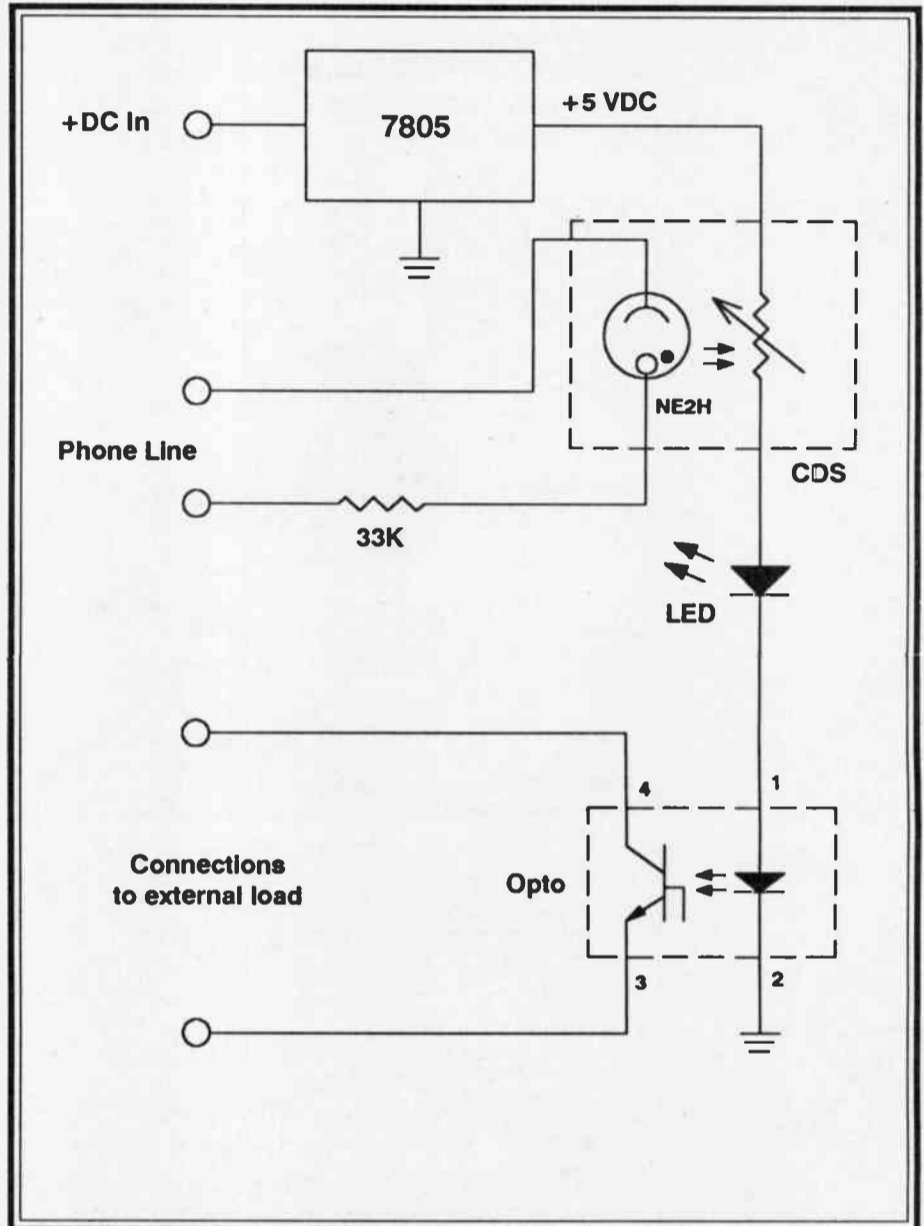 +DC In
7805
+5 VDC
NE2H
CDS
Phone Line
33K
LED
4
1
Connections
to external load
Opto
3
2